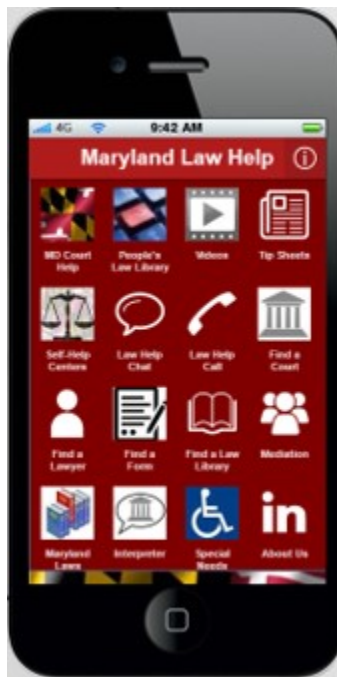 4G 9:42 AM
Maryland Law Help
MD Court
Help
People's
Law Library
Videos
Tip Sheets
Self-Help
Centers
Law Help
Chat
Law Help
Call
Find a
Court
Find a
Lawyer
Find a
Form
Find a Law
Library
Mediation
in
Maryland
Laws
Interpreter
Special
Needs
About Us